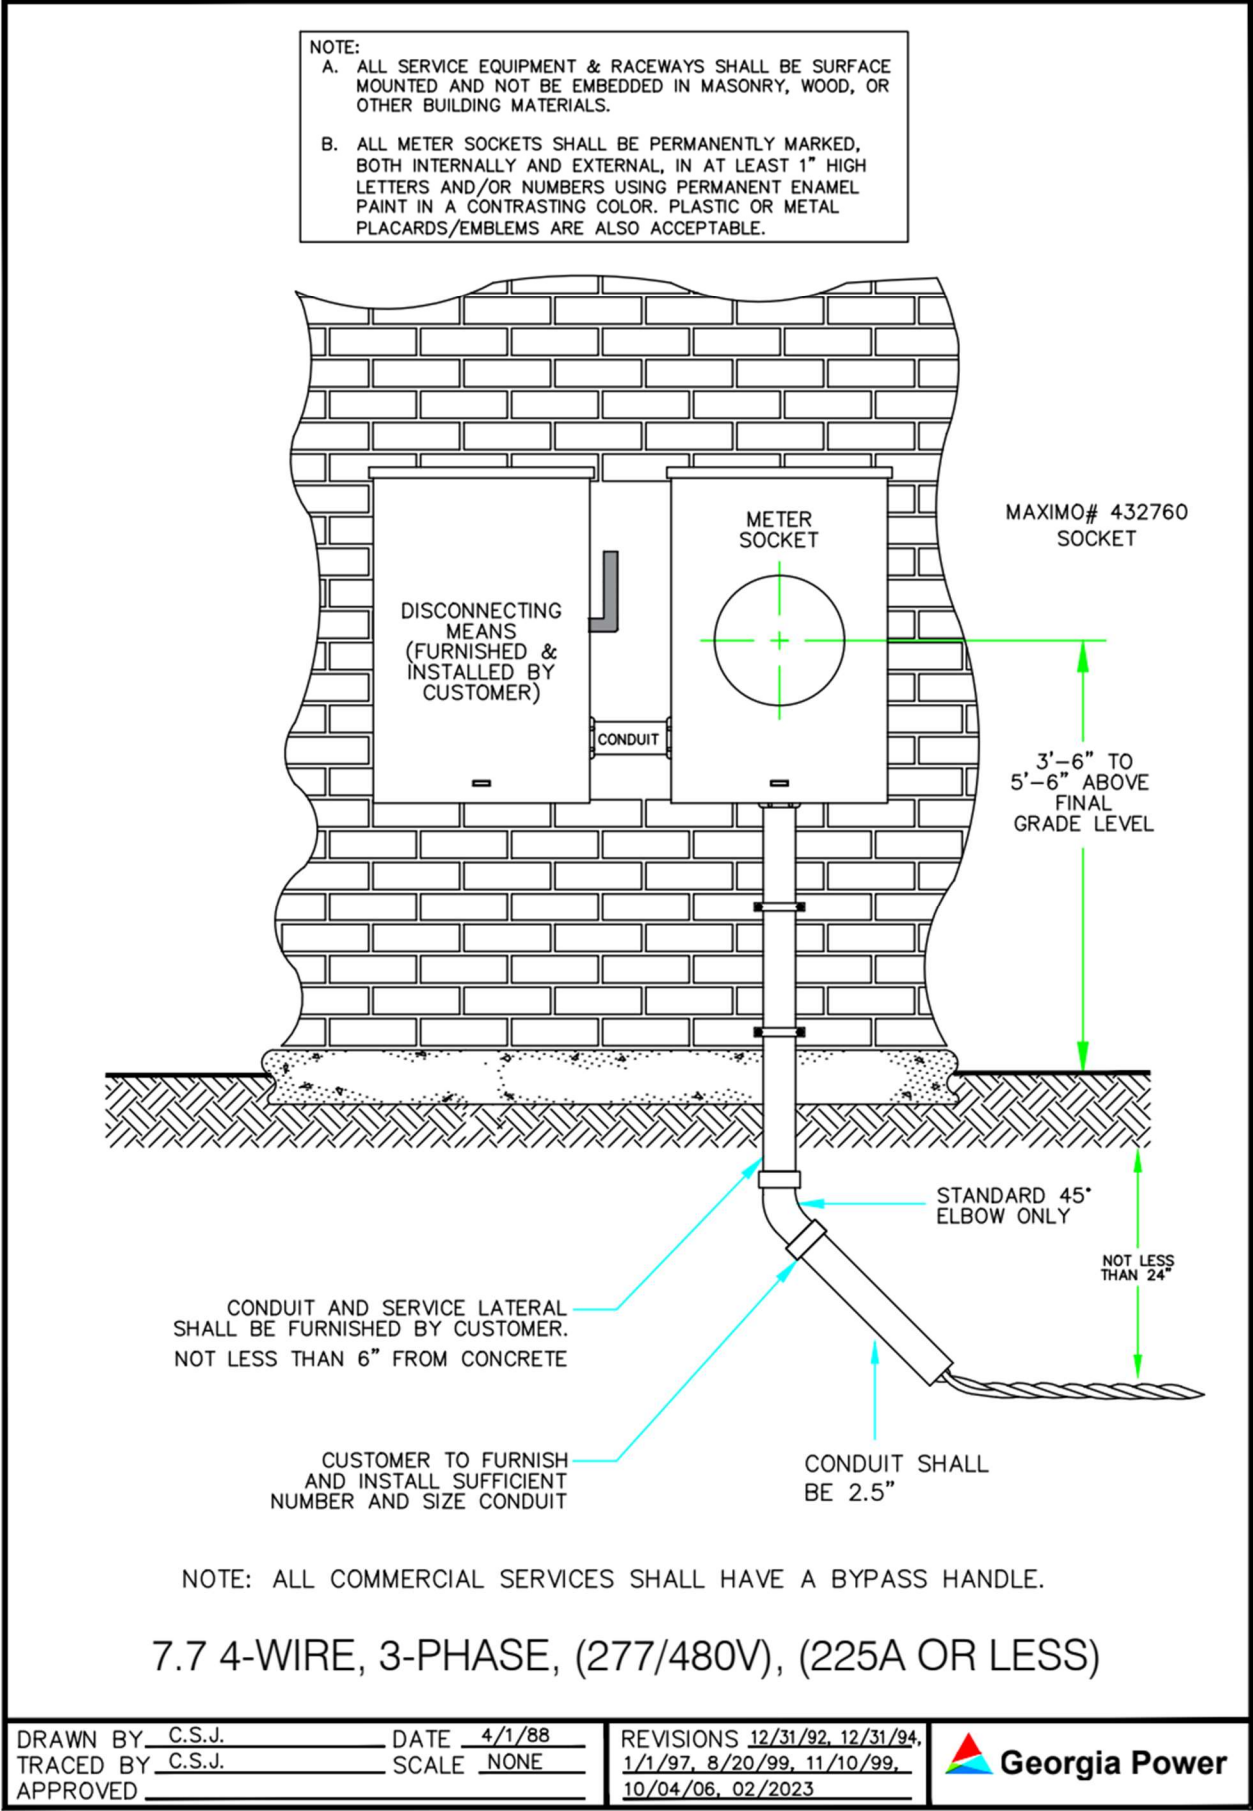 NOTE:
A. ALL SERVICE EQUIPMENT & RACEWAYS SHALL BE SURFACE
MOUNTED AND NOT BE EMBEDDED IN MASONRY, WOOD, OR
OTHER BUILDING MATERIALS.
B. ALL METER SOCKETS SHALL BE PERMANENTLY MARKED,
BOTH INTERNALLY AND EXTERNAL, IN AT LEAST 1" HIGH
LETTERS AND/OR NUMBERS USING PERMANENT ENAMEL
PAINT IN A CONTRASTING COLOR. PLASTIC OR METAL
PLACARDS/EMBLEMS ARE ALSO ACCEPTABLE.
METER
SOCKET
MAXIMO# 432760
SOCKET
DISCONNECTING
MEANS
(FURNISHED &
INSTALLED BY
CUSTOMER)
CONDUIT
3'-6" TO
5'-6" ABOVE
FINAL
GRADE LEVEL
STANDARD 45°
ELBOW ONLY
NOT LESS
THAN 24"
CONDUIT AND SERVICE LATERAL
SHALL BE FURNISHED BY CUSTOMER.
NOT LESS THAN 6" FROM CONCRETE
CUSTOMER TO FURNISH
AND INSTALL SUFFICIENT
NUMBER AND SIZE CONDUIT
CONDUIT SHALL
BE 2.5"
NOTE: ALL COMMERCIAL SERVICES SHALL HAVE A BYPASS HANDLE.
7.7 4-WIRE, 3-PHASE, (277/480V), (225A OR LESS)
DRAWN BY C.S.J. DATE 4/1/88
TRACED BY C.S.J. SCALE NONE
APPROVED
REVISIONS 12/31/92, 12/31/94,
1/1/97, 8/20/99, 11/10/99,
10/04/06, 02/2023
Georgia Power